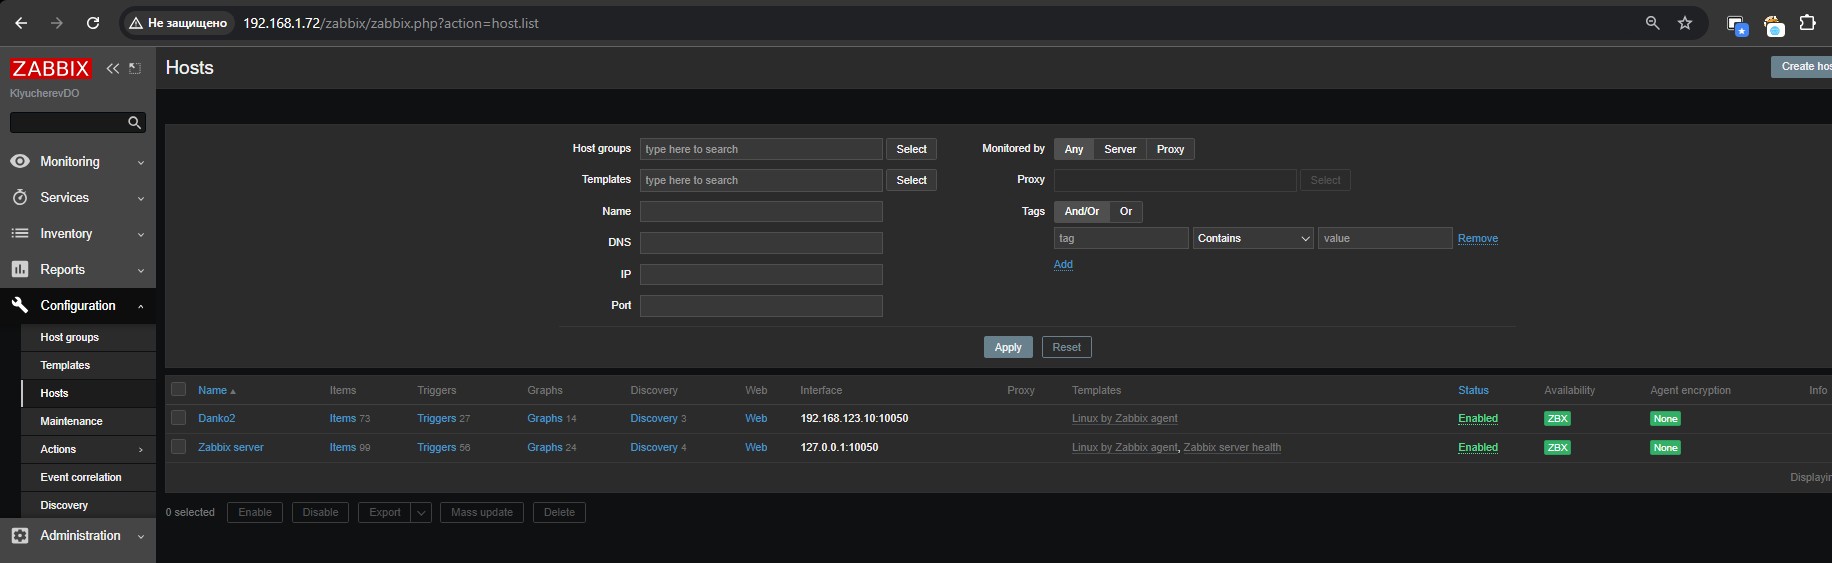 Не защищено 192.168.1.72/zabbix/zabbix.php?action=host.list
ZABBIX
KlyucherevDO
Monitoring
Services
Inventory
Reports
Configuration
Host groups
Templates
Hosts
Maintenance
Actions
Event correlation
Discovery
Administration
Hosts
Create hos
Host groups type here to search Select
Templates type here to search Select
Name
DNS
IP
Port
Monitored by Any Server Proxy
Proxy Select
Tags And/Or Or
tag Contains value Remove
Add
Apply Reset
Name Items Triggers Graphs Discovery Web Interface Proxy Templates Status Availability Agent encryption Info
Danko2 Items 73 Triggers 27 Graphs 14 Discovery 3 Web 192.168.123.10:10050 Linux by Zabbix agent Enabled ZBX None
Zabbix server Items 99 Triggers 56 Graphs 24 Discovery 4 Web 127.0.0.1:10050 Linux by Zabbix agent, Zabbix server health Enabled ZBX None
Displayin
0 selected Enable Disable Export Mass update Delete